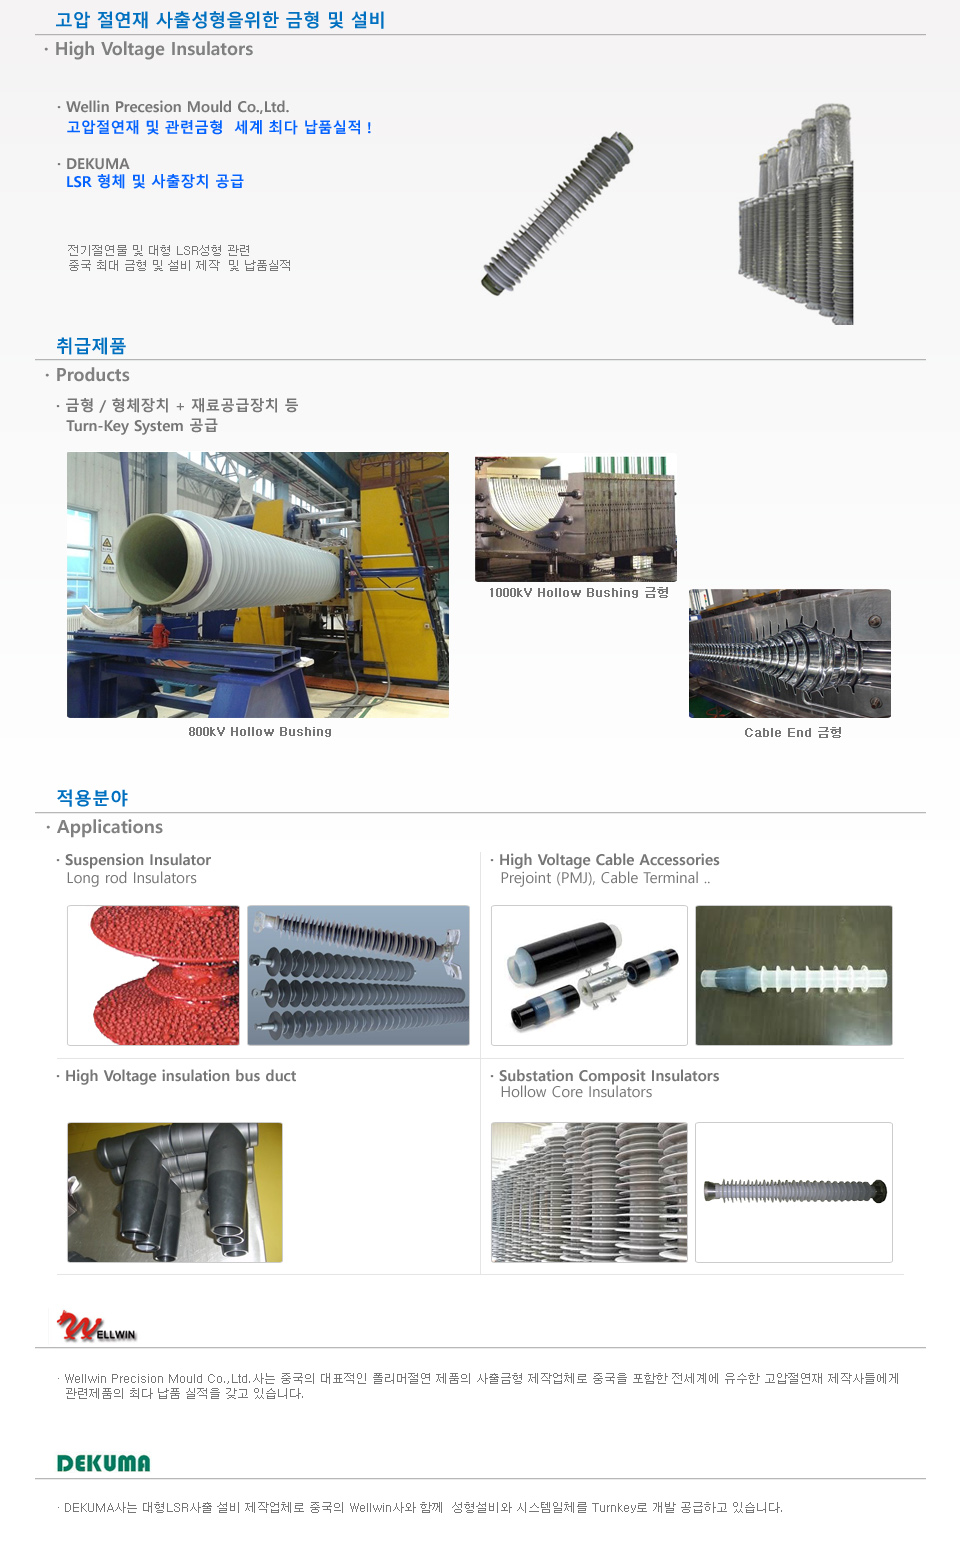 고압 절연재 사출성형을위한 금형 및 설비
· High Voltage Insulators
· Wellin Precesion Mould Co.,Ltd.
고압절연재 및 관련금형 세계 최다 납품실적 !
· DEKUMA
LSR 형체 및 사출장치 공급
전기절연물 및 대형 LSR성형 관련
중국 최대 금형 및 설비 제작 및 납품실적
취급제품
· Products
· 금형 / 형체장치 + 재료공급장치 등
Turn-Key System 공급
1000kV Hollow Bushing 금형
800kV Hollow Bushing
Cable End 금형
적용분야
· Applications
· Suspension Insulator
Long rod Insulators
· High Voltage Cable Accessories
Prejoint (PMJ), Cable Terminal ..
· High Voltage insulation bus duct
· Substation Composit Insulators
Hollow Core Insulators
WELLWIN
· Wellwin Precision Mould Co.,Ltd.사는 중국의 대표적인 폴리머절연 제품의 사출금형 제작업체로 중국을 포함한 전세계에 유수한 고압절연재 제작사들에게
관련제품의 최다 납품 실적을 갖고 있습니다.
DEKUMA
· DEKUMA사는 대형LSR사출 설비 제작업체로 중국의 Wellwin사와 함께 성형설비와 시스템일체를 Turnkey로 개발 공급하고 있습니다.